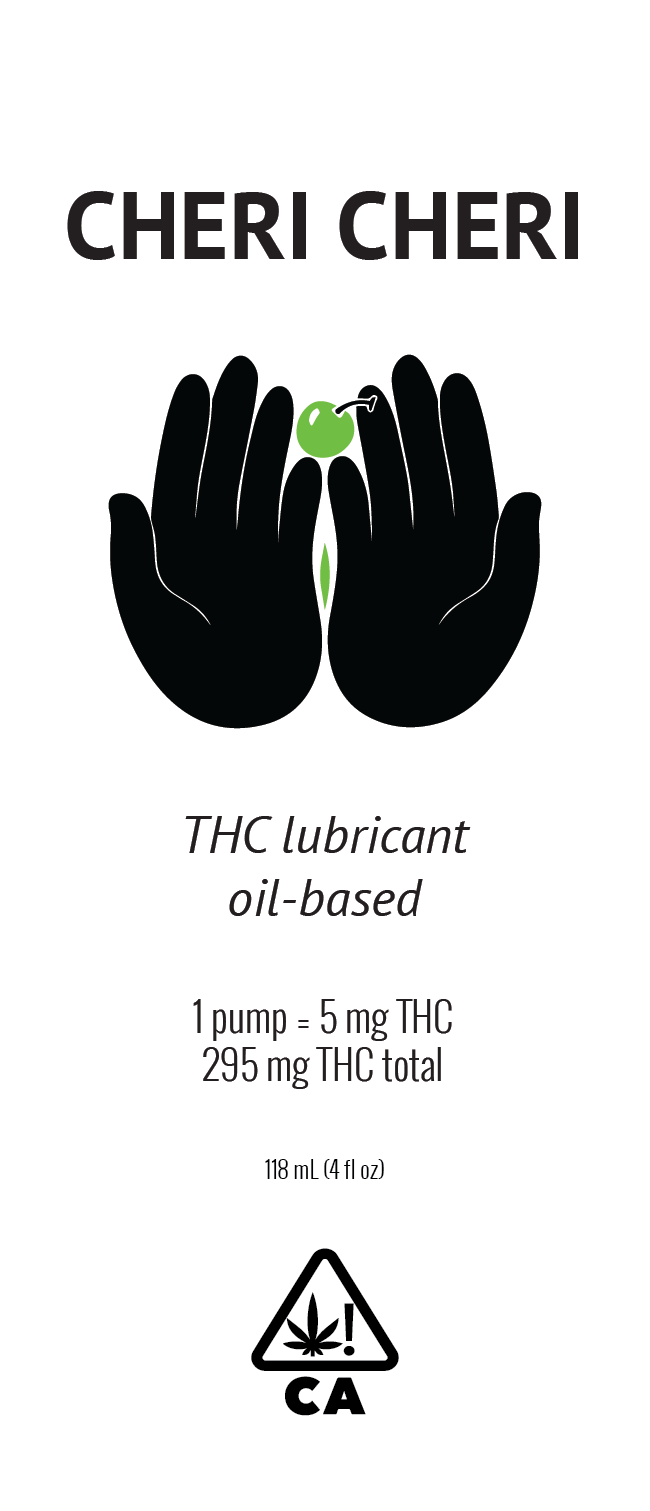 CHERI CHERI
THC lubricant
oil-based
1 pump = 5 mg THC
295 mg THC total
118 mL (4 fl oz)
!
CA